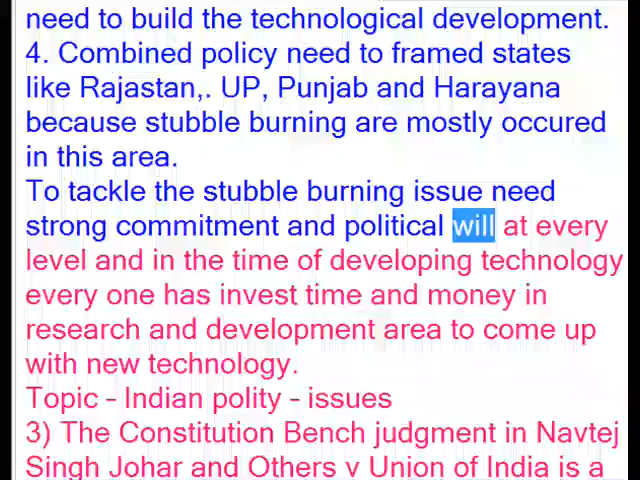 need to build the technological development.
4. Combined policy need to framed states
like Rajastan,. UP, Punjab and Harayana
because stubble burning are mostly occured
in this area.
To tackle the stubble burning issue need
strong commitment and political will at every
level and in the time of developing technology
every one has invest time and money in
research and development area to come up
with new technology.
Topic - Indian polity - issues
3) The Constitution Bench judgment in Navtej
Singh Johar and Others v Union of India is a